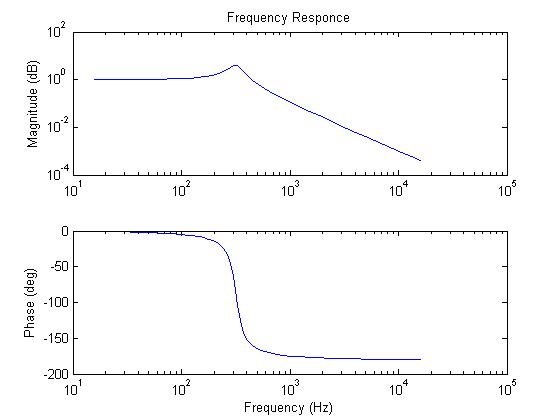 Frequency Responce
Magnitude (dB)
10^2
10^0
10^-2
10^-4
10^1 10^2 10^3 10^4 10^5
Phase (deg)
0
-50
-100
-150
-200
10^1 10^2 10^3 10^4 10^5
Frequency (Hz)